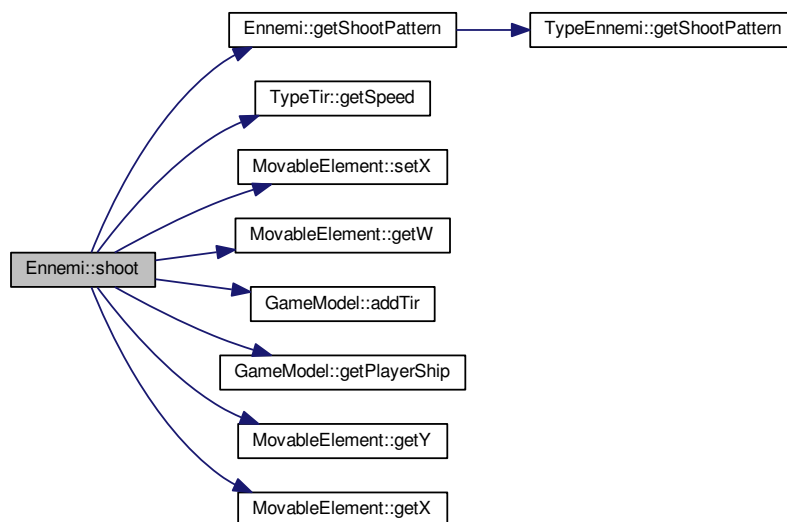 Ennemi::getShootPattern
TypeEnnemi::getShootPattern
TypeTir::getSpeed
MovableElement::setX
MovableElement::getW
Ennemi::shoot
GameModel::addTir
GameModel::getPlayerShip
MovableElement::getY
MovableElement::getX